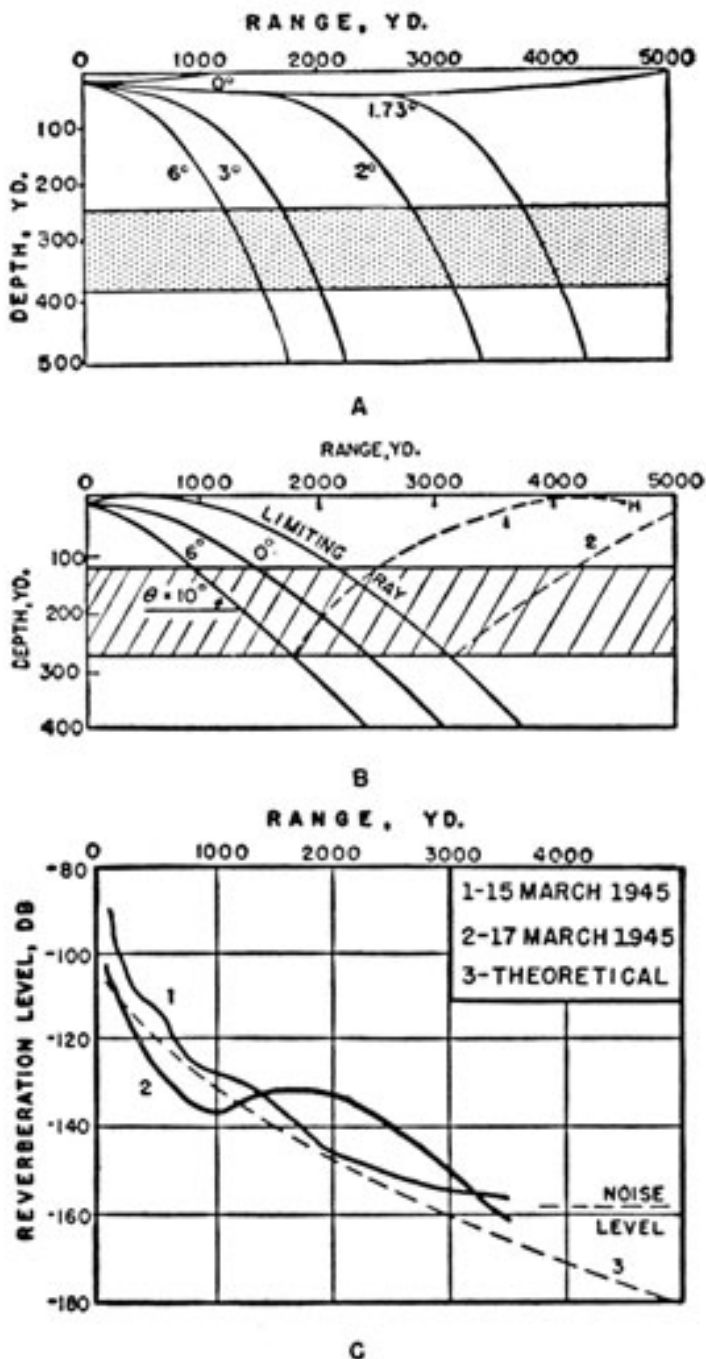 RANGE, YD.
0 1000 2000 3000 4000 5000
0°
1.73°
100
6° 3° 2°
200
300
400
500
DEPTH, YD.
A
RANGE, YD.
0 1000 2000 3000 4000 5000
LIMITING RAY
6° 0° 1 2
100
θ = 10°
200
300
400
DEPTH, YD.
B
RANGE, YD.
0 1000 2000 3000 4000
-80
-100
-120
-140
-160
-180
REVERBERATION LEVEL, DB
1-15 MARCH 1945
2-17 MARCH 1945
3-THEORETICAL
1
2
NOISE
LEVEL
3
C